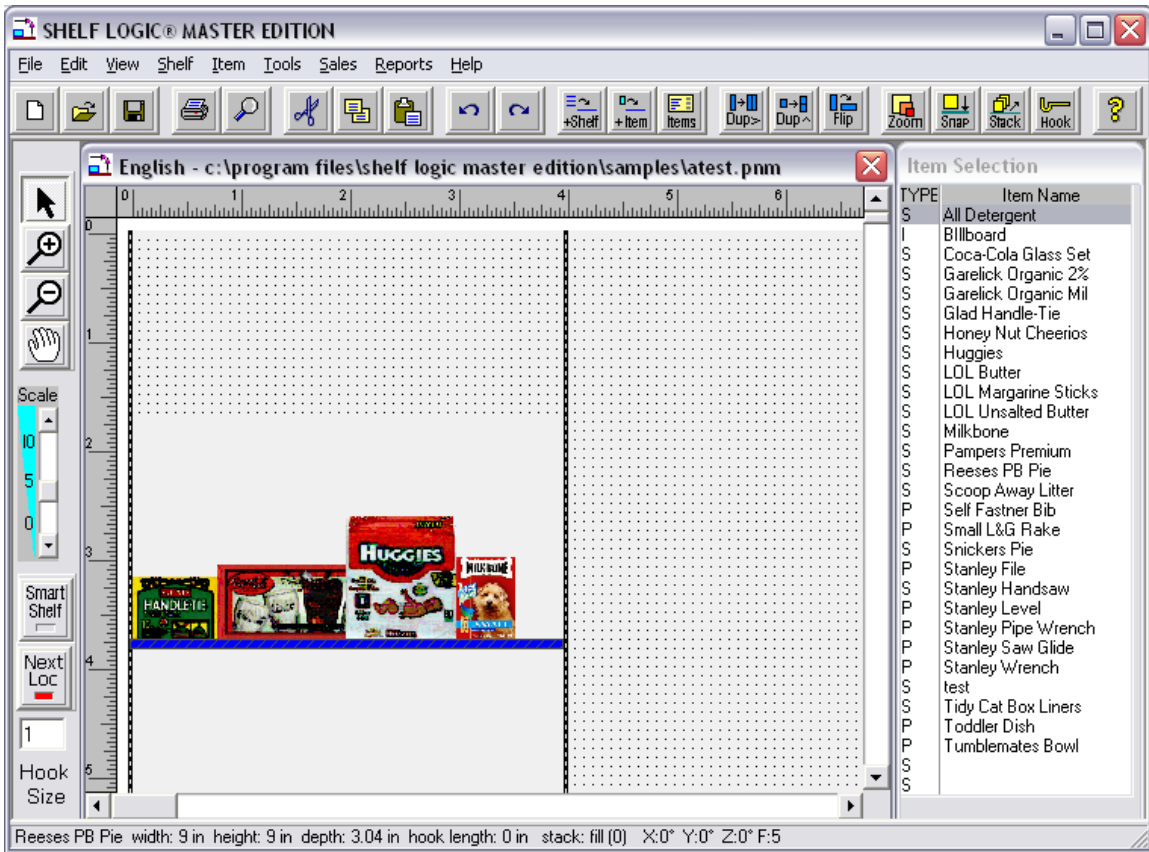 SHELF LOGIC® MASTER EDITION
File Edit View Shelf Item Tools Sales Reports Help
+Shelf +Item Items Dup> Dup^ Flip Zoom Snap Stack Hook ?
English - c:\program files\shelf logic master edition\samples\atest.pnm
0 1 2 3 4 5 6
0
1
2
3
4
5
Scale
10
5
0
Smart
Shelf
Next
Loc
1
Hook
Size
HANDLE-TIE
HUGGIES
MILK-BONE
Item Selection
TYPE Item Name
S All Detergent
I BIllboard
S Coca-Cola Glass Set
S Garelick Organic 2%
S Garelick Organic Mil
S Glad Handle-Tie
S Honey Nut Cheerios
S Huggies
S LOL Butter
S LOL Margarine Sticks
S LOL Unsalted Butter
S Milkbone
S Pampers Premium
S Reeses PB Pie
S Scoop Away Litter
P Self Fastner Bib
P Small L&G Rake
S Snickers Pie
P Stanley File
S Stanley Handsaw
P Stanley Level
P Stanley Pipe Wrench
P Stanley Saw Glide
P Stanley Wrench
S test
S Tidy Cat Box Liners
P Toddler Dish
P Tumblemates Bowl
S
S
Reeses PB Pie width: 9 in height: 9 in depth: 3.04 in hook length: 0 in stack: fill (0) X:0° Y:0° Z:0° F:5